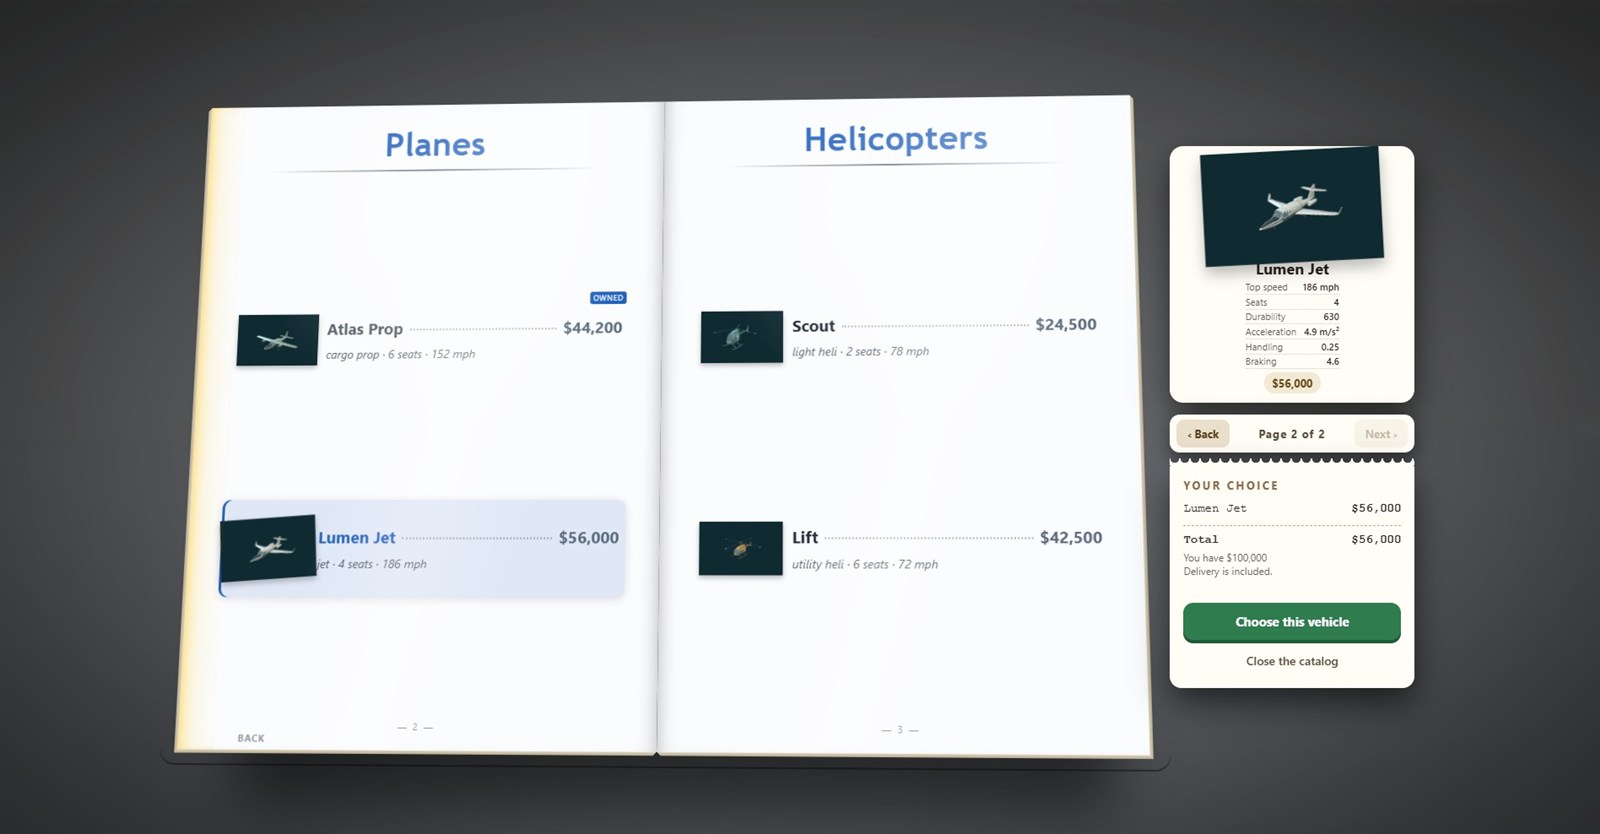 Planes
OWNED
Atlas Prop $44,200
cargo prop · 6 seats · 152 mph
Lumen Jet $56,000
jet · 4 seats · 186 mph
— 2 —
BACK
Helicopters
Scout $24,500
light heli · 2 seats · 78 mph
Lift $42,500
utility heli · 6 seats · 72 mph
— 3 —
Lumen Jet
Top speed 186 mph
Seats 4
Durability 630
Acceleration 4.9 m/s²
Handling 0.25
Braking 4.6
$56,000
‹ Back Page 2 of 2 Next ›
YOUR CHOICE
Lumen Jet $56,000
Total $56,000
You have $100,000
Delivery is included.
Choose this vehicle
Close the catalog